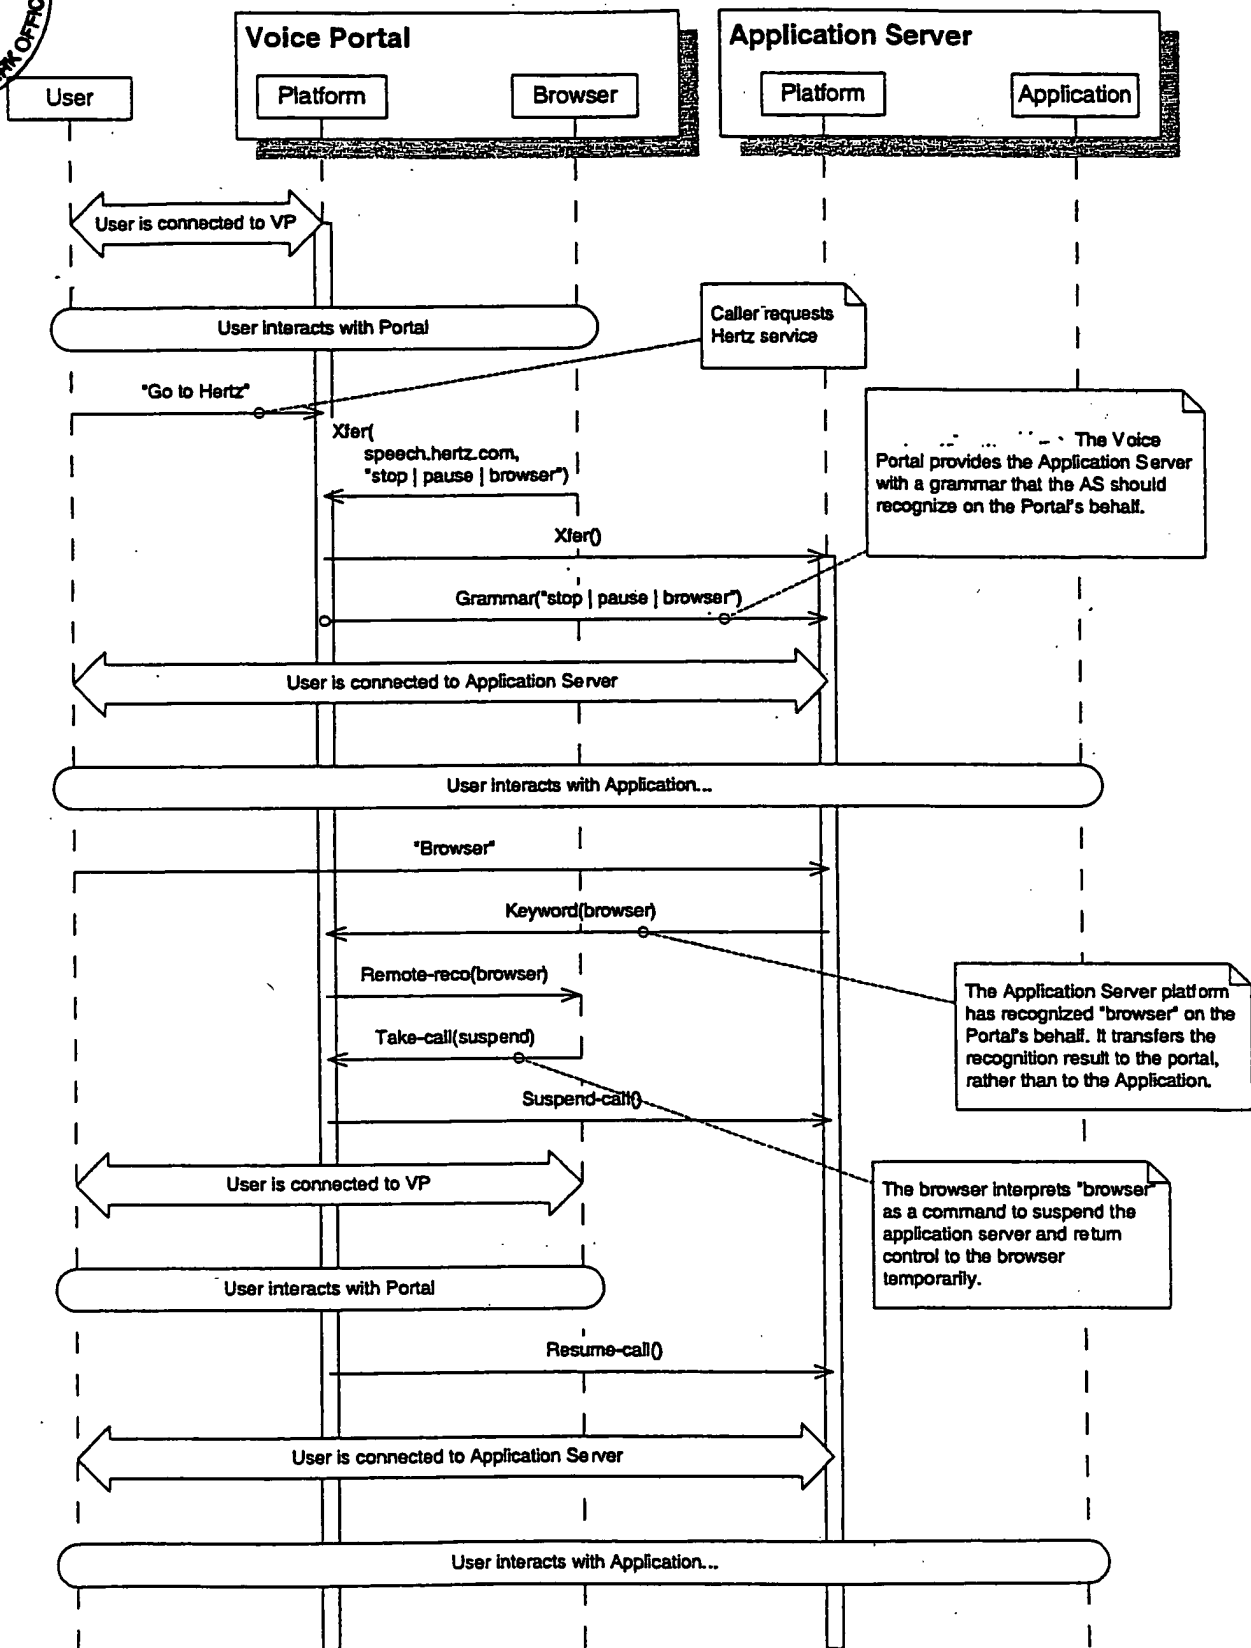 RK OFFIC
Voice Portal
Application Server
User
Platform
Browser
Platform
Application
User is connected to VP
Caller requests
Hertz service
User interacts with Portal
"Go to Hertz"
Xfer(
speech.hertz.com,
"stop | pause | browser")
The Voice
Portal provides the Application Server
with a grammar that the AS should
recognize on the Portal's behalf.
Xfer()
Grammar("stop | pause | browser")
User is connected to Application Server
User interacts with Application...
"Browser"
Keyword(browser)
Remote-reco(browser)
The Application Server platform
has recognized "browser" on the
Portal's behalf. It transfers the
recognition result to the portal,
rather than to the Application.
Take-call(suspend)
Suspend-call()
User is connected to VP
The browser interprets "browser"
as a command to suspend the
application server and return
control to the browser
temporarily.
User interacts with Portal
Resume-call()
User is connected to Application Server
User interacts with Application...